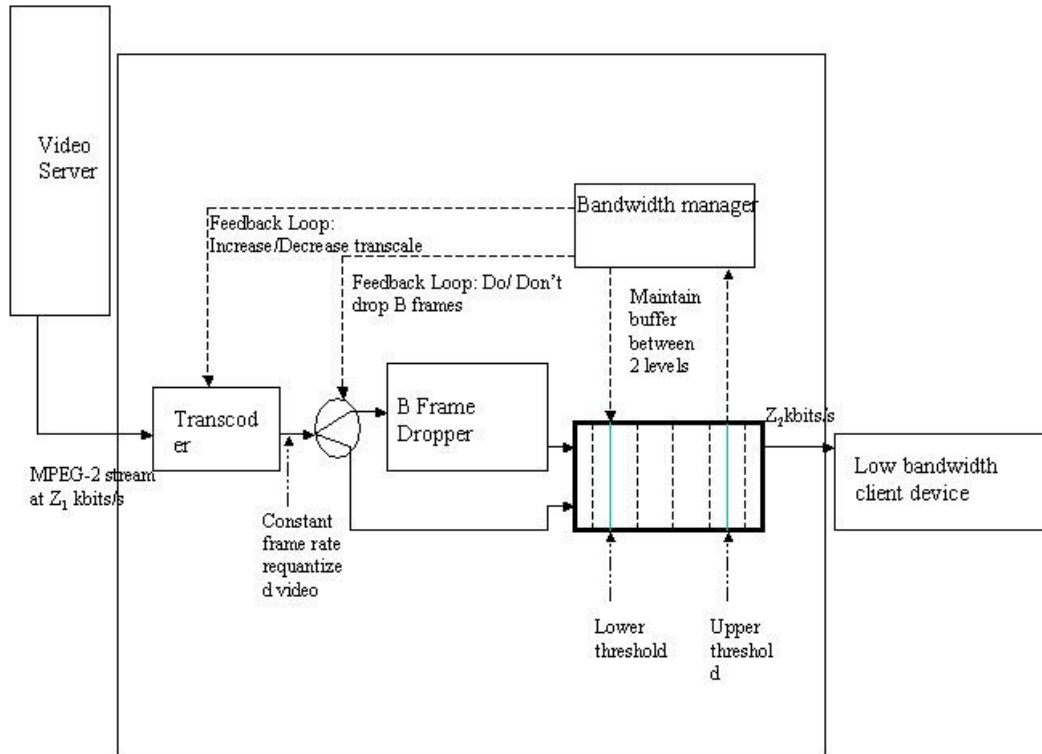 Video
Server
Bandwidth manager
Feedback Loop:
Increase/Decrease transcale
Feedback Loop: Do/ Don't
drop B frames
Maintain
buffer
between
2 levels
Transcod
er
B Frame
Dropper
Z2 kbits/s
MPEG-2 stream
at Z1 kbits/s
Low bandwidth
client device
Constant
frame rate
requantize
d video
Lower
threshold
Upper
threshol
d